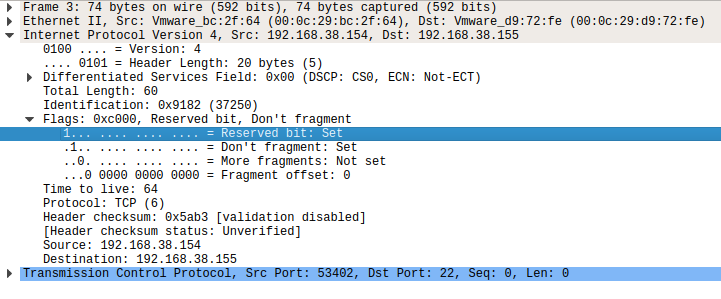 Frame 3: 74 bytes on wire (592 bits), 74 bytes captured (592 bits)
Ethernet II, Src: Vmware_bc:2f:64 (00:0c:29:bc:2f:64), Dst: Vmware_d9:72:fe (00:0c:29:d9:72:fe)
Internet Protocol Version 4, Src: 192.168.38.154, Dst: 192.168.38.155
0100 .... = Version: 4
.... 0101 = Header Length: 20 bytes (5)
Differentiated Services Field: 0x00 (DSCP: CS0, ECN: Not-ECT)
Total Length: 60
Identification: 0x9182 (37250)
Flags: 0xc000, Reserved bit, Don't fragment
1... .... .... .... = Reserved bit: Set
.1.. .... .... .... = Don't fragment: Set
..0. .... .... .... = More fragments: Not set
...0 0000 0000 0000 = Fragment offset: 0
Time to live: 64
Protocol: TCP (6)
Header checksum: 0x5ab3 [validation disabled]
[Header checksum status: Unverified]
Source: 192.168.38.154
Destination: 192.168.38.155
Transmission Control Protocol, Src Port: 53402, Dst Port: 22, Seq: 0, Len: 0